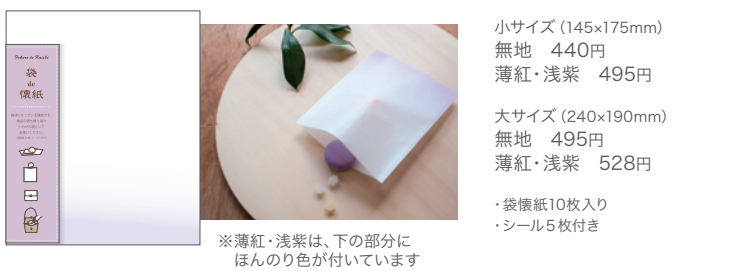 袋
de
懐紙
※薄紅・浅紫は、下の部分に
ほんのり色が付いています
小サイズ（145×175mm）
無地　440円
薄紅・浅紫　495円
大サイズ（240×190mm）
無地　495円
薄紅・浅紫　528円
・袋懐紙10枚入り
・シール５枚付き